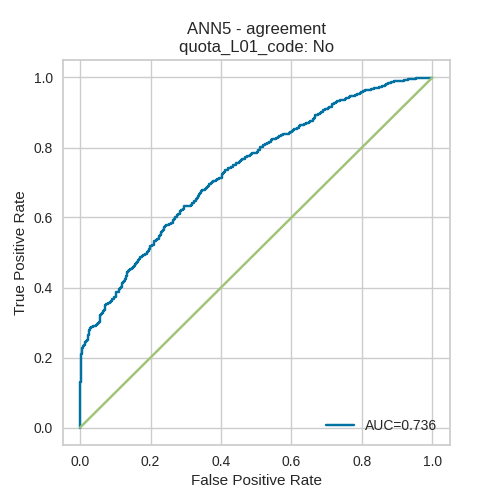 ANN5 - agreement
quota_L01_code: No
True Positive Rate
1.0
0.8
0.6
0.4
0.2
0.0
AUC=0.736
0.0 0.2 0.4 0.6 0.8 1.0
False Positive Rate